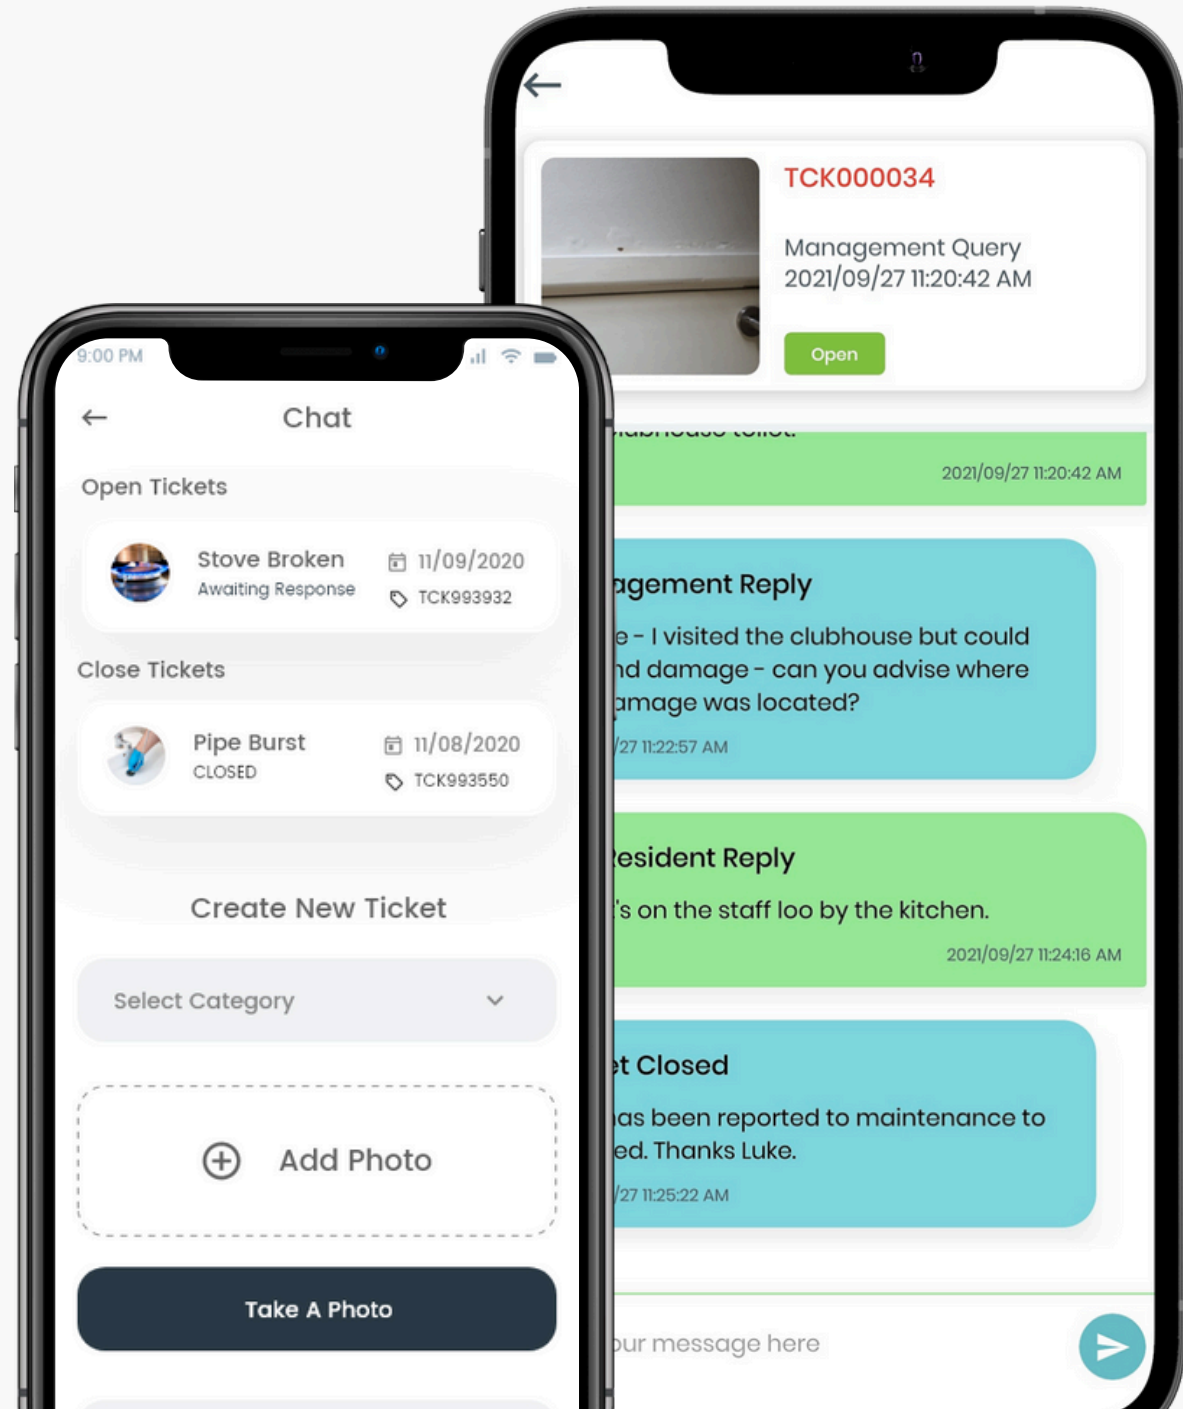 9:00 PM
Chat
Open Tickets
Stove Broken
Awaiting Response
11/09/2020
TCK993932
Close Tickets
Pipe Burst
CLOSED
11/08/2020
TCK993550
Create New Ticket
Select Category
Add Photo
Take A Photo
TCK000034
Management Query
2021/09/27 11:20:42 AM
Open
toilet.
2021/09/27 11:20:42 AM
agement Reply
e - I visited the clubhouse but could
nd damage - can you advise where
amage was located?
/27 11:22:57 AM
Resident Reply
's on the staff loo by the kitchen.
2021/09/27 11:24:16 AM
et Closed
has been reported to maintenance to
ed. Thanks Luke.
/27 11:25:22 AM
our message here